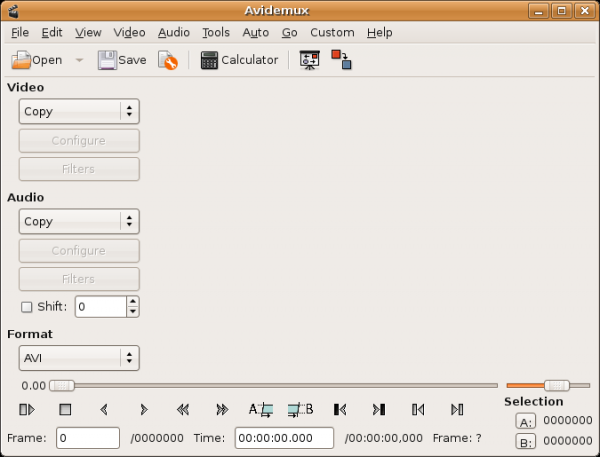 Avidemux
File Edit View Video Audio Tools Auto Go Custom Help
Open Save Calculator
Video
Copy
Configure
Filters
Audio
Copy
Configure
Filters
Shift: 0
Format
AVI
0.00
A B
Selection
A: 0000000
Frame: 0 /0000000 Time: 00:00:00.000 /00:00:00,000 Frame: ?
B: 0000000